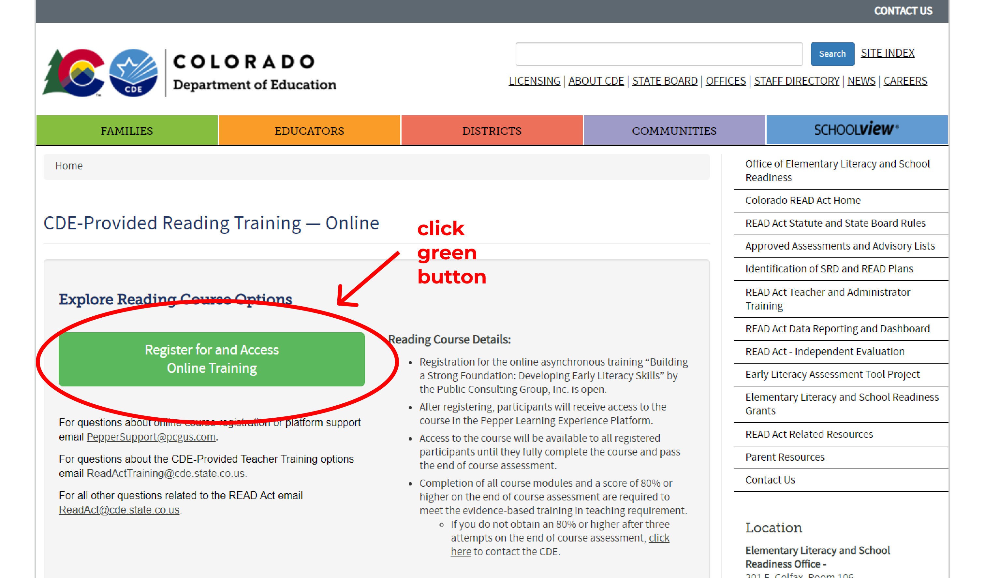 CONTACT US
CDE
TM
COLORADO
Department of Education
Search
SITE INDEX
LICENSING | ABOUT CDE | STATE BOARD | OFFICES | STAFF DIRECTORY | NEWS | CAREERS
FAMILIES
EDUCATORS
DISTRICTS
COMMUNITIES
SCHOOLview®
Home
CDE-Provided Reading Training — Online
click
green
button
Explore Reading Course Options
Register for and Access
Online Training
For questions about online course registration or platform support
email PepperSupport@pcgus.com.
For questions about the CDE-Provided Teacher Training options
email ReadActTraining@cde.state.co.us.
For all other questions related to the READ Act email
ReadAct@cde.state.co.us.
Reading Course Details:
• Registration for the online asynchronous training “Building
a Strong Foundation: Developing Early Literacy Skills” by
the Public Consulting Group, Inc. is open.
• After registering, participants will receive access to the
course in the Pepper Learning Experience Platform.
• Access to the course will be available to all registered
participants until they fully complete the course and pass
the end of course assessment.
• Completion of all course modules and a score of 80% or
higher on the end of course assessment are required to
meet the evidence-based training in teaching requirement.
◦ If you do not obtain an 80% or higher after three
attempts on the end of course assessment, click
here to contact the CDE.
Office of Elementary Literacy and School
Readiness
Colorado READ Act Home
READ Act Statute and State Board Rules
Approved Assessments and Advisory Lists
Identification of SRD and READ Plans
READ Act Teacher and Administrator
Training
READ Act Data Reporting and Dashboard
READ Act - Independent Evaluation
Early Literacy Assessment Tool Project
Elementary Literacy and School Readiness
Grants
READ Act Related Resources
Parent Resources
Contact Us
Location
Elementary Literacy and School
Readiness Office -
201 E. Colfax, Room 106